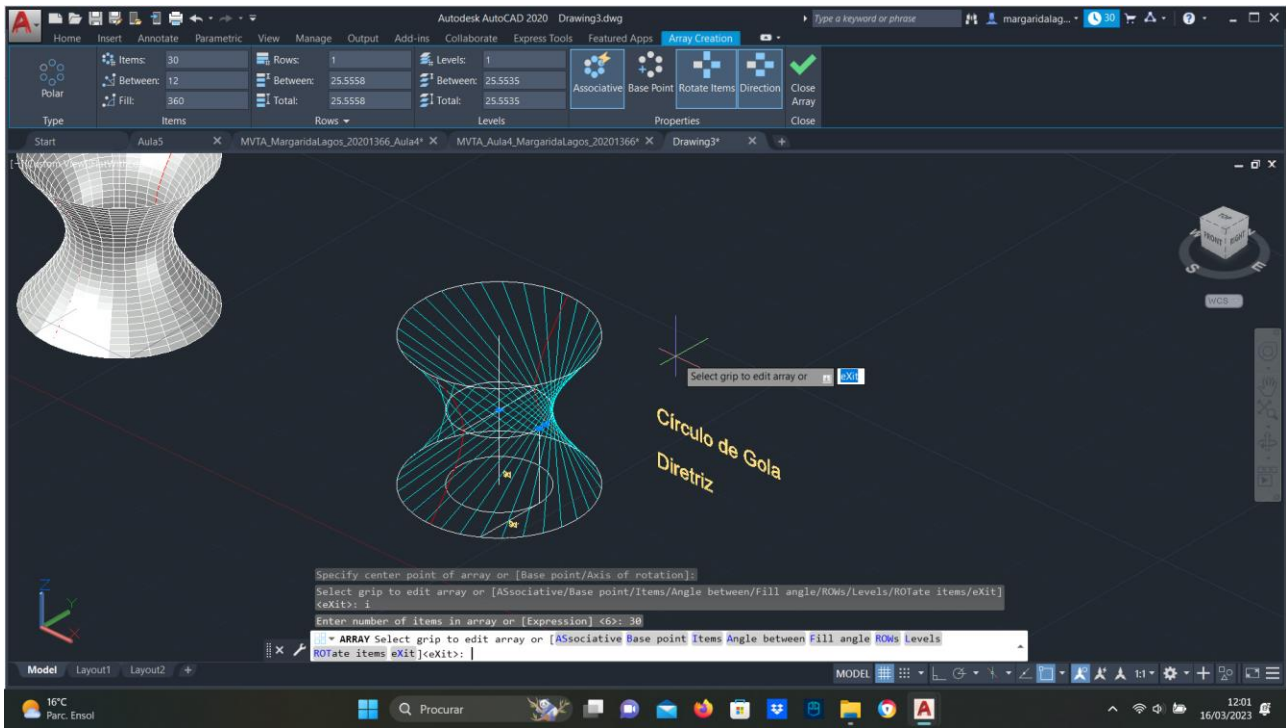 Autodesk AutoCAD 2020 Drawing3.dwg
Type a keyword or phrase
margaridalag...
30
Home Insert Annotate Parametric View Manage Output Add-ins Collaborate Express Tools Featured Apps Array Creation
Items: 30 Rows: 1 Levels: 1
Between: 12 Between: 25.5558 Between: 25.5535
Fill: 360 Total: 25.5558 Total: 25.5535
Polar
Associative Base Point Rotate Items Direction Close Array
Type Items Rows Levels Properties Close
Start Aula5 MVTA_MargaridaLagos_20201366_Aula4* MVTA_Aula4_MargaridaLagos_20201366* Drawing3*
TOP
FRONT RIGHT
S E
WCS
Select grip to edit array or eXit
Círculo de Gola
Diretriz
Z
Y
X
Specify center point of array or [Base point/Axis of rotation]:
Select grip to edit array or [ASsociative/Base point/Items/Angle between/Fill angle/ROWs/Levels/ROTate items/eXit]
<eXit>: i
Enter number of items in array or [Expression] <6>: 30
ARRAY Select grip to edit array or [ASsociative Base point Items Angle between Fill angle ROWs Levels
ROTate items eXit]<eXit>:
Model Layout1 Layout2 +
MODEL 1:1
16°C
Parc. Ensol
Procurar
12:01
16/03/2023